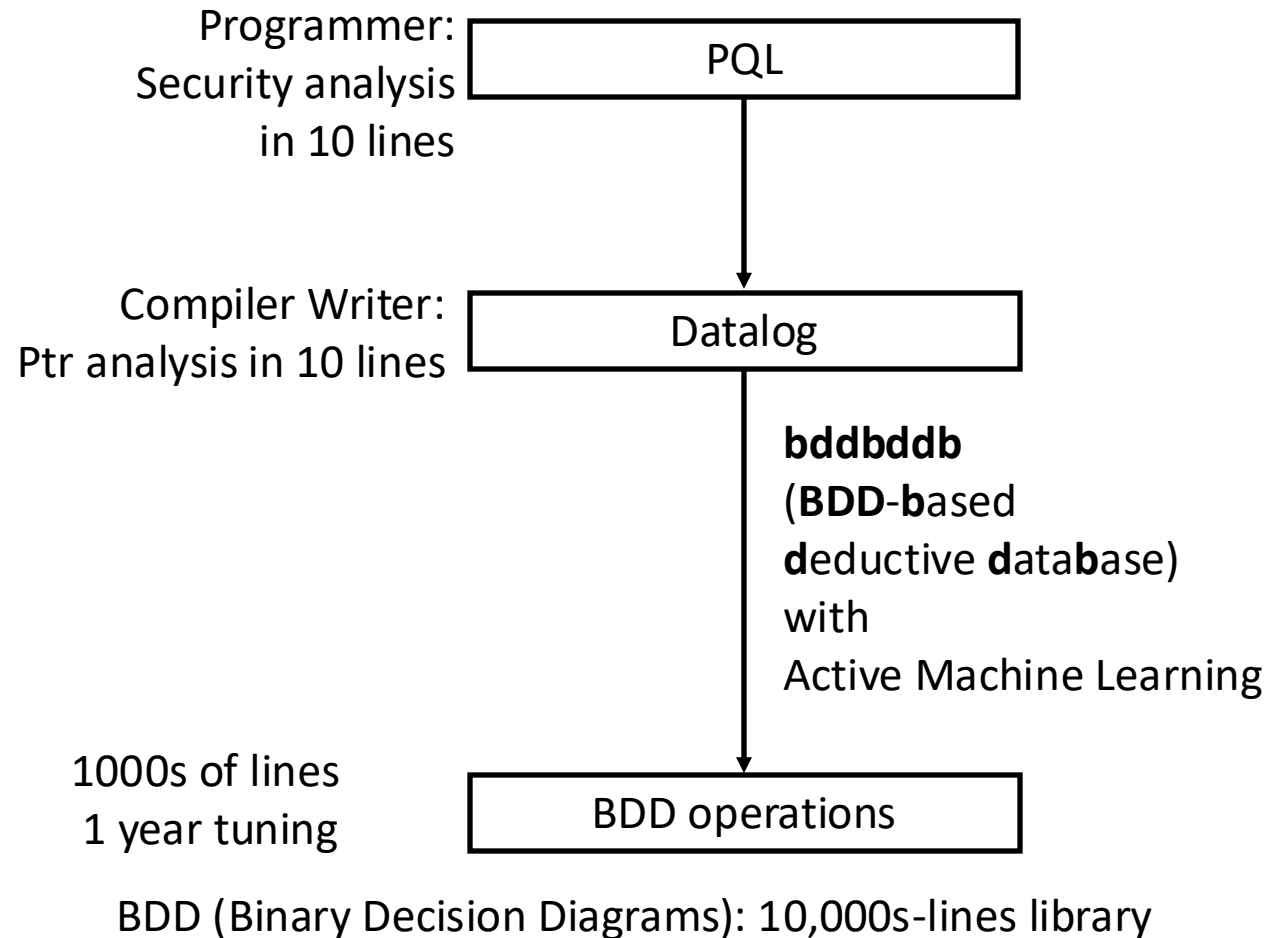 Programmer:
Security analysis
in 10 lines
PQL
Compiler Writer:
Ptr analysis in 10 lines
Datalog
bddbddb
(BDD-based
deductive database)
with
Active Machine Learning
1000s of lines
1 year tuning
BDD operations
BDD (Binary Decision Diagrams): 10,000s-lines library